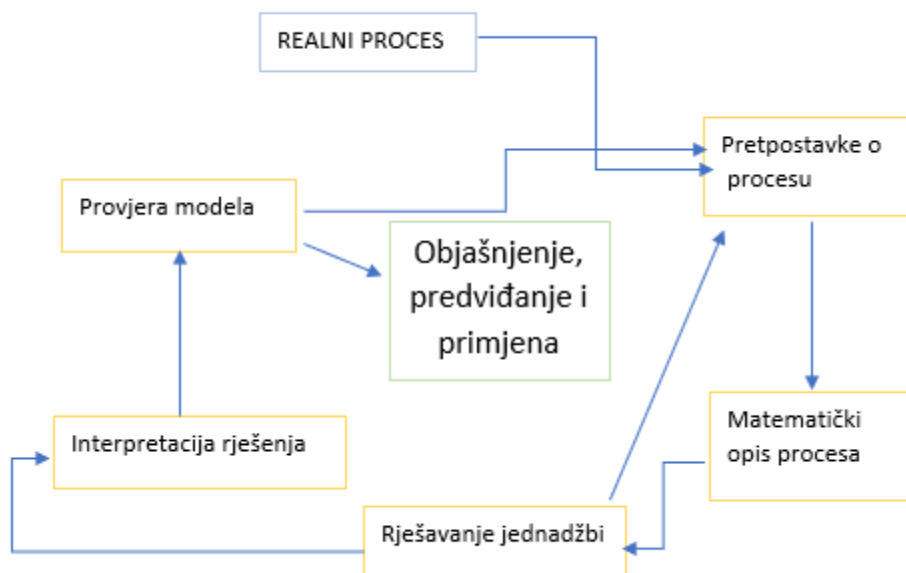 REALNI PROCES
Pretpostavke o
procesu
Provjera modela
Objašnjenje,
predviđanje i
primjena
Matematički
opis procesa
Interpretacija rješenja
Rješavanje jednadžbi